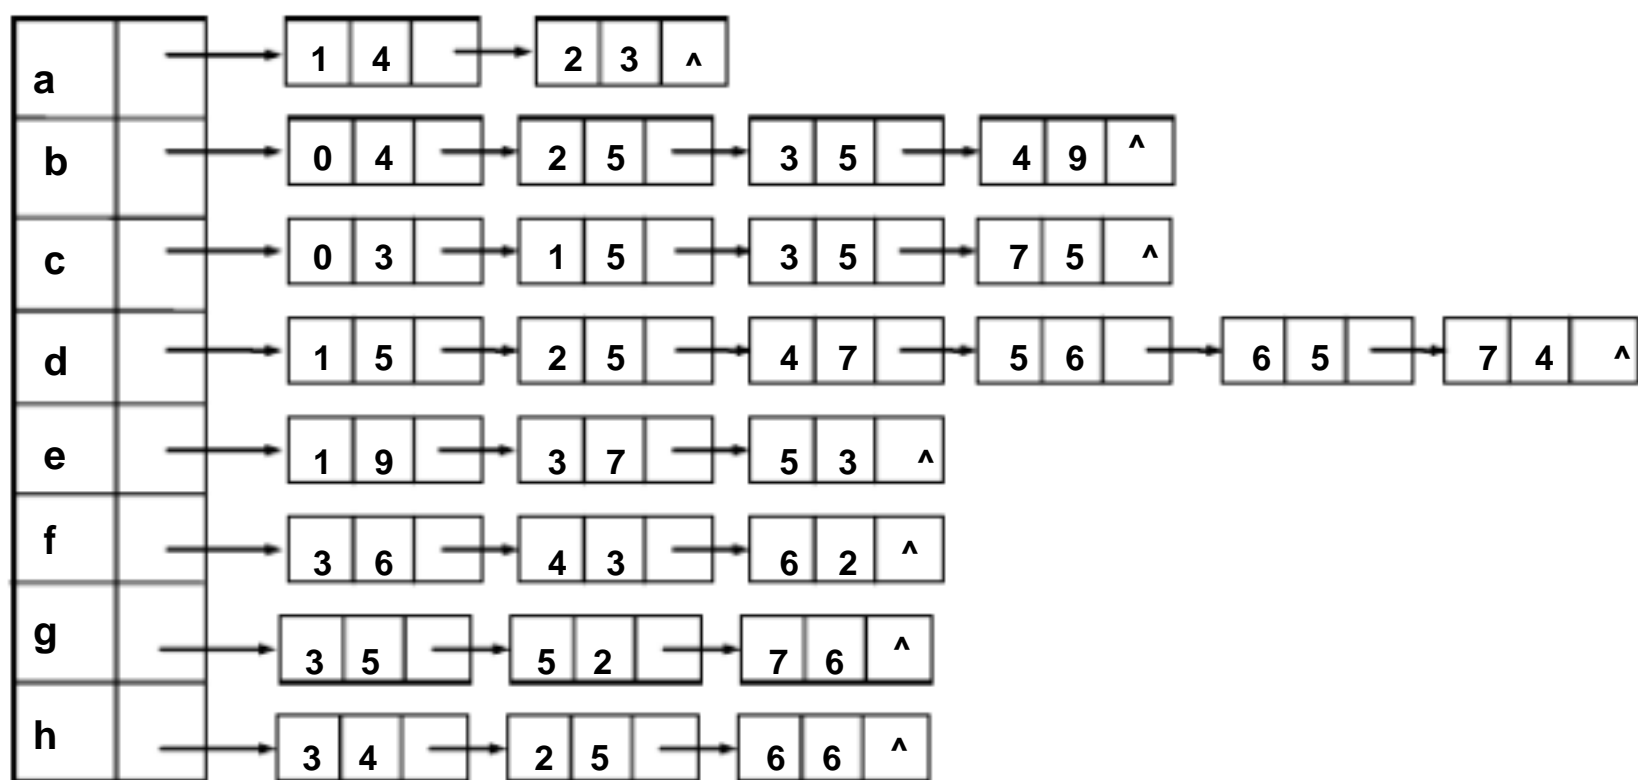 a 1 4 2 3 ^
b 0 4 2 5 3 5 4 9 ^
c 0 3 1 5 3 5 7 5 ^
d 1 5 2 5 4 7 5 6 6 5 7 4 ^
e 1 9 3 7 5 3 ^
f 3 6 4 3 6 2 ^
g 3 5 5 2 7 6 ^
h 3 4 2 5 6 6 ^